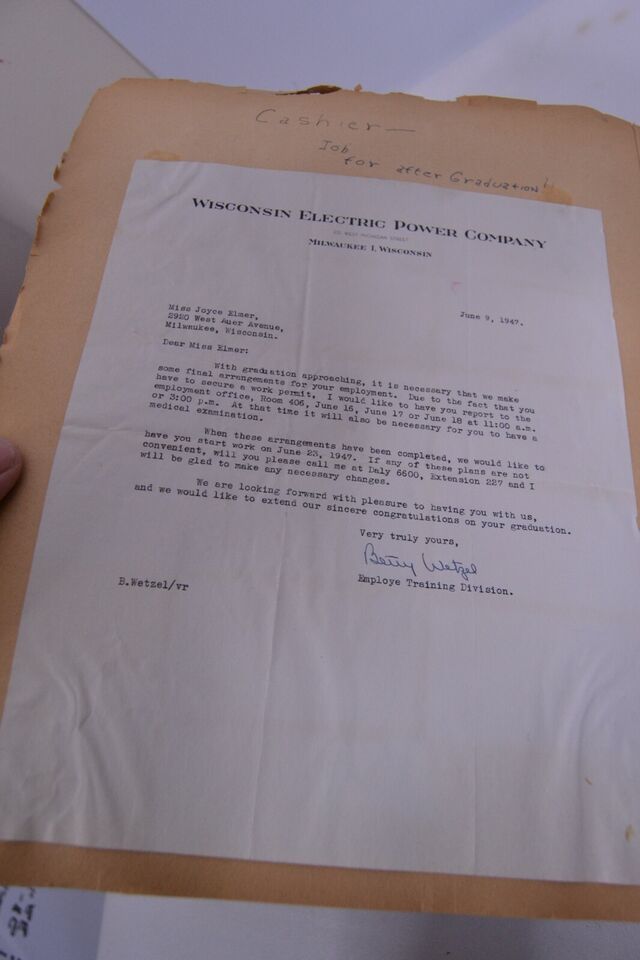 Cashier—
Job
for after Graduation!
WISCONSIN ELECTRIC POWER COMPANY
WEST MICHIGAN STREET
MILWAUKEE 1, WISCONSIN
June 9, 1947.
Miss Joyce Elmer,
2920 West Auer Avenue,
Milwaukee, Wisconsin.
Dear Miss Elmer:
With graduation approaching, it is necessary that we make
some final arrangements for your employment. Due to the fact that you
have to secure a work permit, I would like to have you report to the
employment office, Room 406, June 16, June 17 or June 18 at 11:00 a.m.
or 3:00 p.m. At that time it will also be necessary for you to have a
medical examination.
When these arrangements have been completed, we would like to
have you start work on June 23, 1947. If any of these plans are not
convenient, will you please call me at Daly 6600, Extension 227 and I
will be glad to make any necessary changes.
We are looking forward with pleasure to having you with us,
and we would like to extend our sincere congratulations on your graduation.
Very truly yours,
Betty Wetzel
Employe Training Division.
B.Wetzel/vr